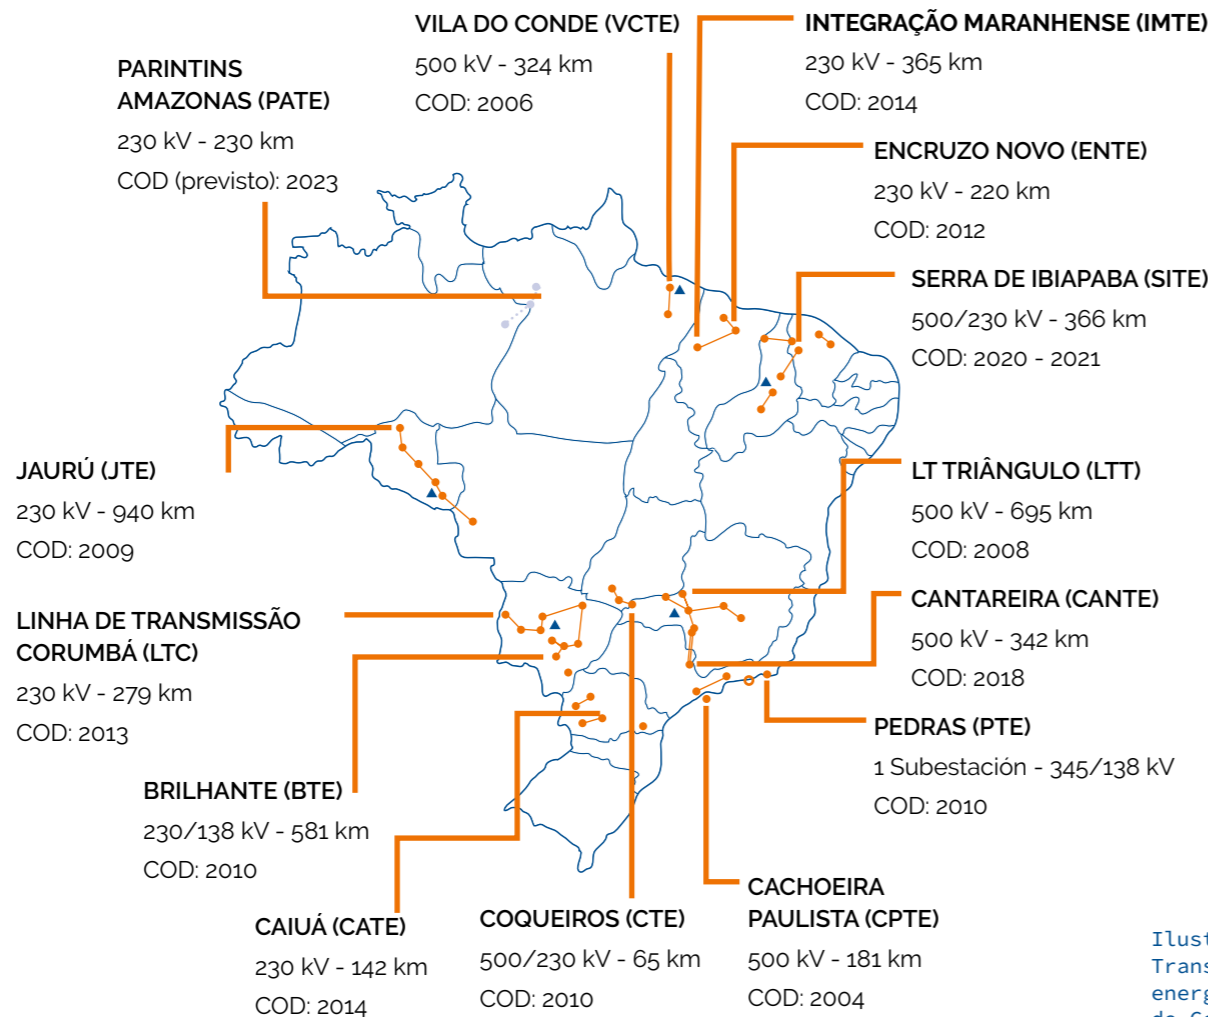 VILA DO CONDE (VCTE)
500 kV - 324 km
COD: 2006
INTEGRAÇÃO MARANHENSE (IMTE)
230 kV - 365 km
COD: 2014
PARINTINS
AMAZONAS (PATE)
230 kV - 230 km
COD (previsto): 2023
ENCRUZO NOVO (ENTE)
230 kV - 220 km
COD: 2012
SERRA DE IBIAPABA (SITE)
500/230 kV - 366 km
COD: 2020 - 2021
JAURÚ (JTE)
230 kV - 940 km
COD: 2009
LT TRIÂNGULO (LTT)
500 kV - 695 km
COD: 2008
LINHA DE TRANSMISSÃO
CORUMBÁ (LTC)
230 kV - 279 km
COD: 2013
CANTAREIRA (CANTE)
500 kV - 342 km
COD: 2018
PEDRAS (PTE)
1 Subestación - 345/138 kV
COD: 2010
BRILHANTE (BTE)
230/138 kV - 581 km
COD: 2010
CAIUÁ (CATE)
230 kV - 142 km
COD: 2014
COQUEIROS (CTE)
500/230 kV - 65 km
COD: 2010
CACHOEIRA
PAULISTA (CPTE)
500 kV - 181 km
COD: 2004
Ilust
Trans
energ